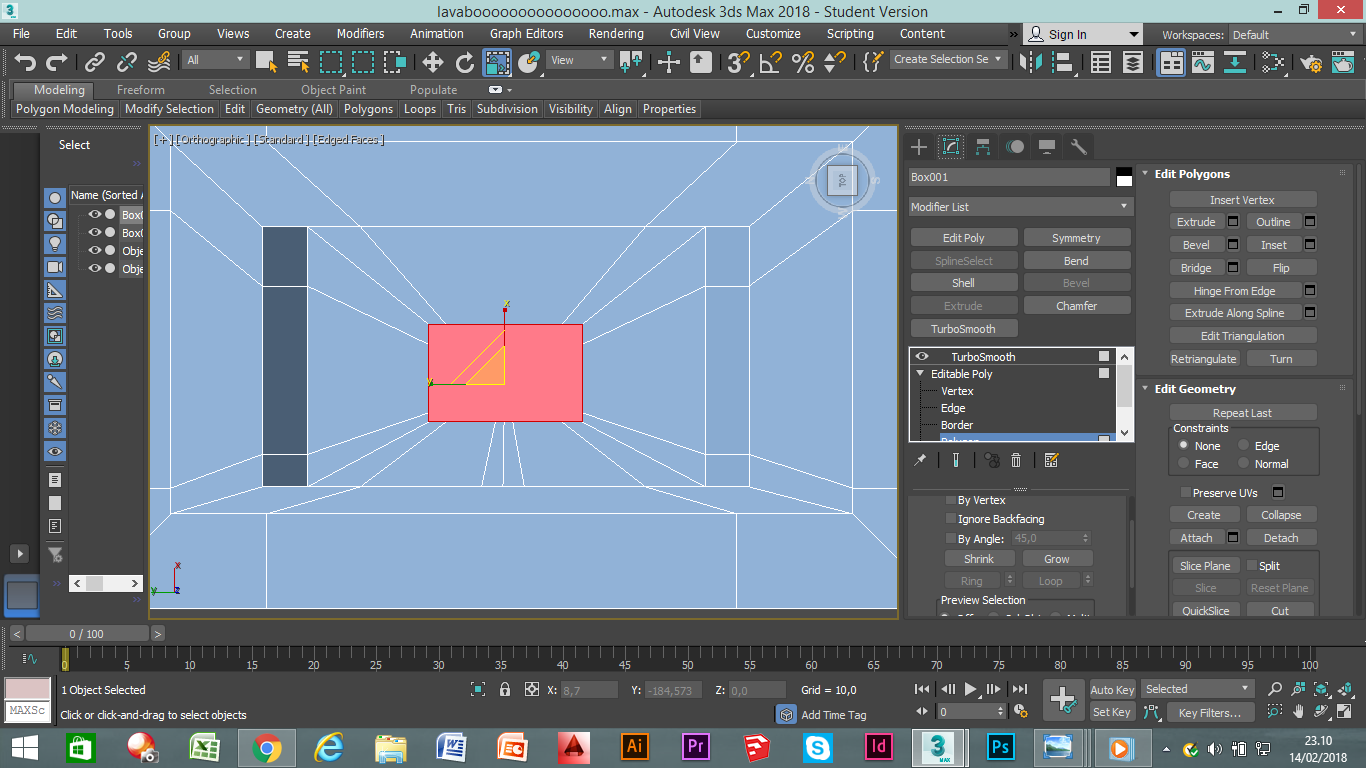 lavabooooooooooooooo.max - Autodesk 3ds Max 2018 - Student Version
File Edit Tools Group Views Create Modifiers Animation Graph Editors Rendering Civil View Customize Scripting Content Sign In Workspaces: Default
All View Create Selection Se
Modeling Freeform Selection Object Paint Populate
Polygon Modeling Modify Selection Edit Geometry (All) Polygons Loops Tris Subdivision Visibility Align Properties
Select
Name (Sorted A
Box0
Box0
Obje
Obje
[+] [Orthographic] [Standard] [Edged Faces]
TOP
x
y
x
y
z
Box001
Modifier List
Edit Poly Symmetry
SplineSelect Bend
Shell Bevel
Extrude Chamfer
TurboSmooth
TurboSmooth
Editable Poly
Vertex
Edge
Border
Polygon
By Vertex
Ignore Backfacing
By Angle: 45,0
Shrink Grow
Ring Loop
Preview Selection
Edit Polygons
Insert Vertex
Extrude Outline
Bevel Inset
Bridge Flip
Hinge From Edge
Extrude Along Spline
Edit Triangulation
Retriangulate Turn
Edit Geometry
Repeat Last
Constraints
None Edge
Face Normal
Preserve UVs
Create Collapse
Attach Detach
Slice Plane Split
Slice Reset Plane
QuickSlice Cut
< 0 / 100 >
0 5 10 15 20 25 30 35 40 45 50 55 60 65 70 75 80 85 90 95 100
1 Object Selected X: 8,7 Y: -184,573 Z: 0,0 Grid = 10,0 Auto Key Selected
MAXSc Click or click-and-drag to select objects Add Time Tag 0 Set Key Key Filters...
Ai Pr Id 3 MAX Ps
23.10
14/02/2018